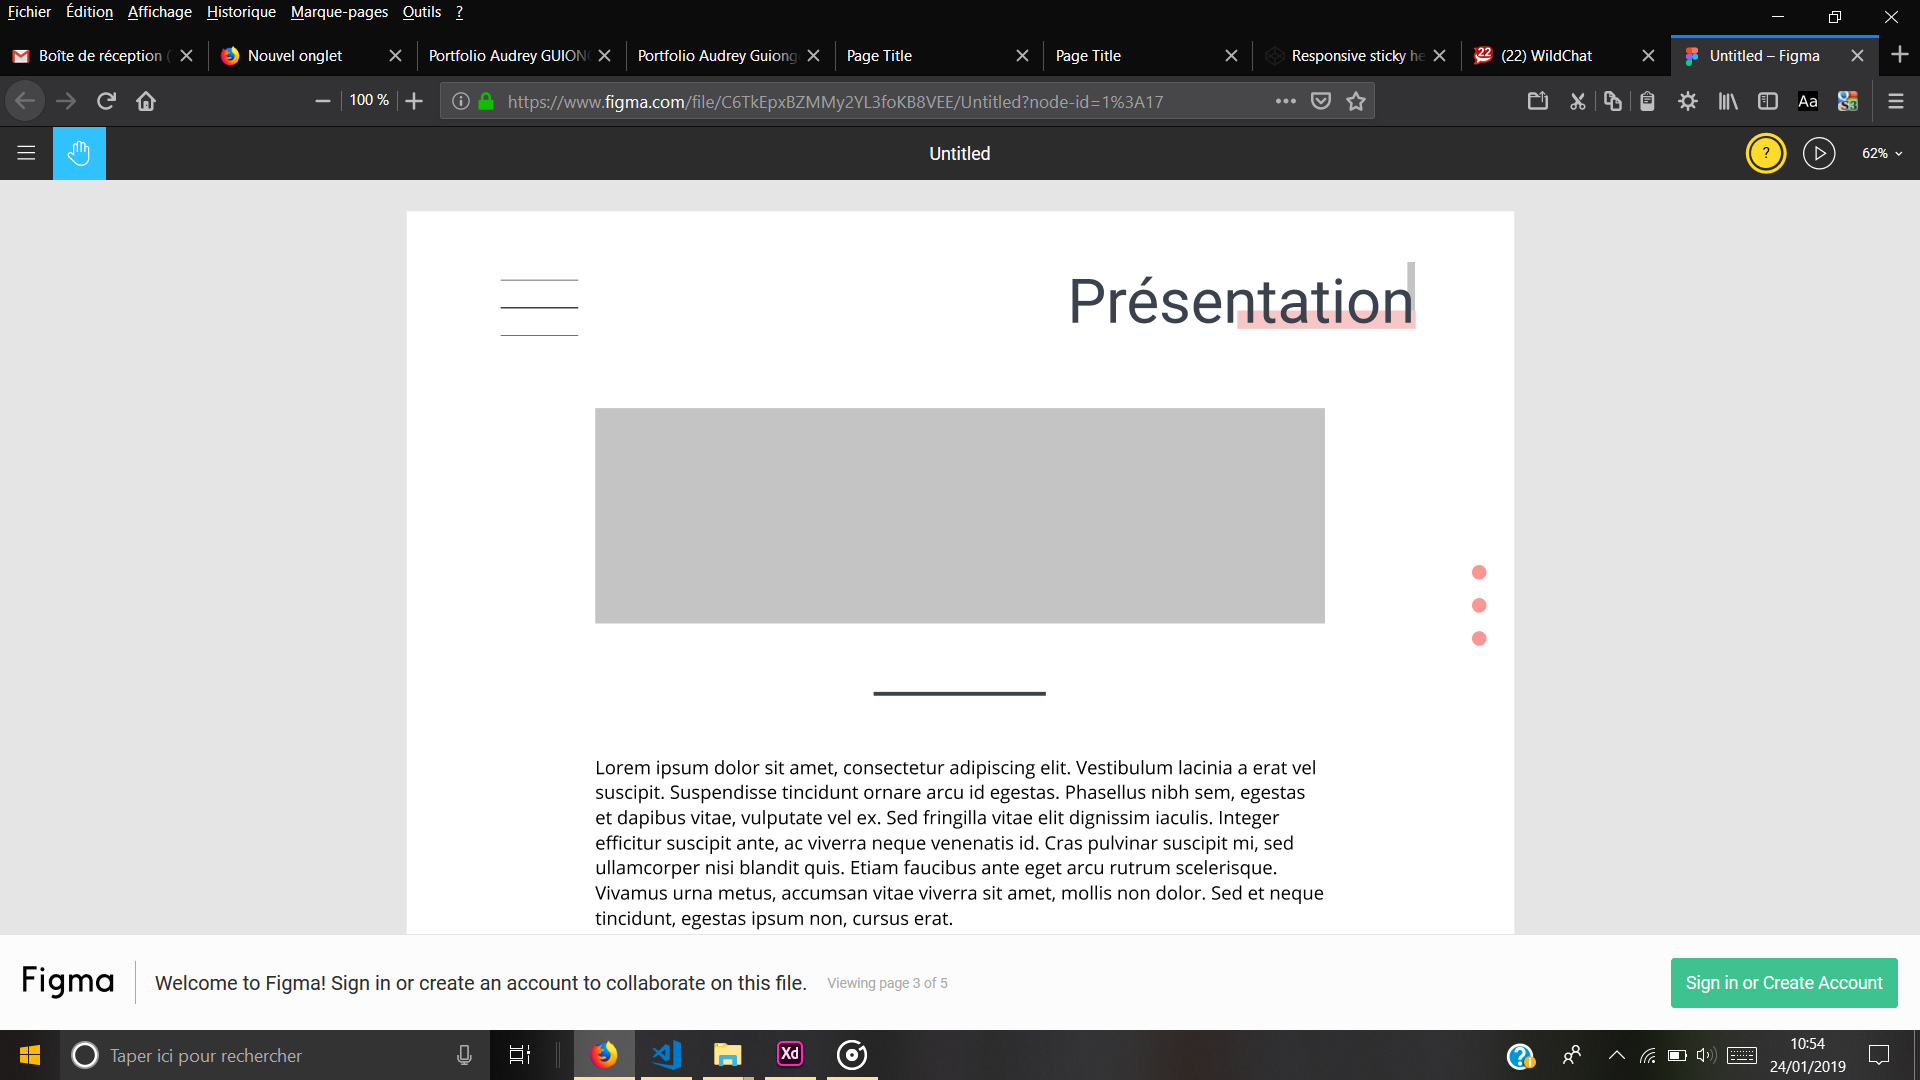 Fichier Édition Affichage Historique Marque-pages Outils ?
Boîte de réception ( Nouvel onglet Portfolio Audrey GUION Portfolio Audrey Guiong Page Title Page Title Responsive sticky he 22 (22) WildChat Untitled – Figma
100 % https://www.figma.com/file/C6TkEpxBZMMy2YL3foKB8VEE/Untitled?node-id=1%3A17 Aa
Untitled ? 62%
Présentation
Lorem ipsum dolor sit amet, consectetur adipiscing elit. Vestibulum lacinia a erat vel
suscipit. Suspendisse tincidunt ornare arcu id egestas. Phasellus nibh sem, egestas
et dapibus vitae, vulputate vel ex. Sed fringilla vitae elit dignissim iaculis. Integer
efficitur suscipit ante, ac viverra neque venenatis id. Cras pulvinar suscipit mi, sed
ullamcorper nisi blandit quis. Etiam faucibus ante eget arcu rutrum scelerisque.
Vivamus urna metus, accumsan vitae viverra sit amet, mollis non dolor. Sed et neque
tincidunt, egestas ipsum non, cursus erat.
Figma Welcome to Figma! Sign in or create an account to collaborate on this file. Viewing page 3 of 5 Sign in or Create Account
Taper ici pour rechercher Xd ? 10:54
24/01/2019